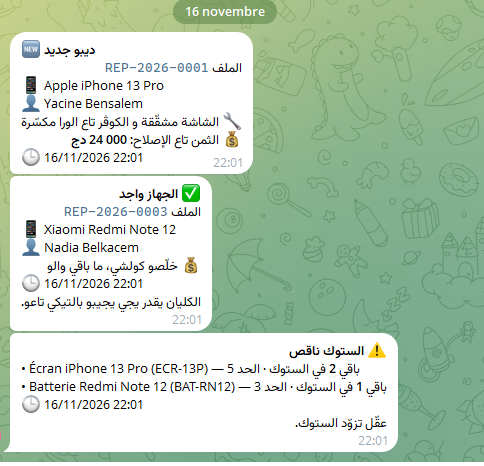 16 novembre
🆕 ديبو جديد
الملف REP-2026-0001
📱 Apple iPhone 13 Pro
👤 Yacine Bensalem
🔧 الشاشة مشقّقة و الكوفر تاع الورا مكسّرة
💰 الثمن تاع الإصلاح: 24 000 دج
🕒 16/11/2026 22:01
22:01
✅ الجهاز واجد
الملف REP-2026-0003
📱 Xiaomi Redmi Note 12
👤 Nadia Belkacem
💰 خلّصو كولشي، ما باقي والو
🕒 16/11/2026 22:01
الكليان يقدر يجي يجيبو بالتيكي تاعو.
22:01
⚠️ الستوك ناقص
• Écran iPhone 13 Pro (ECR-13P) — باقي 2 في الستوك · الحد 5
• Batterie Redmi Note 12 (BAT-RN12) — باقي 1 في الستوك · الحد 3
🕒 16/11/2026 22:01
عقّل تزوّد الستوك.
22:01